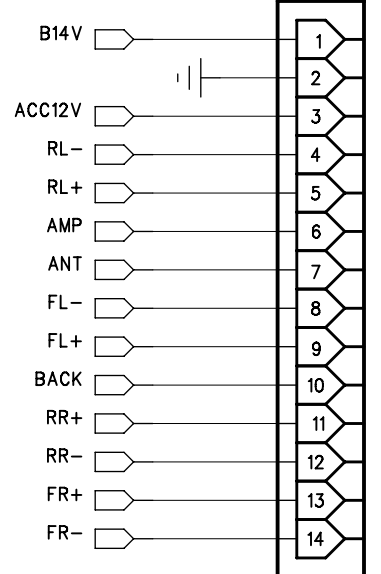 B14V 1
2
ACC12V 3
RL- 4
RL+ 5
AMP 6
ANT 7
FL- 8
FL+ 9
BACK 10
RR+ 11
RR- 12
FR+ 13
FR- 14